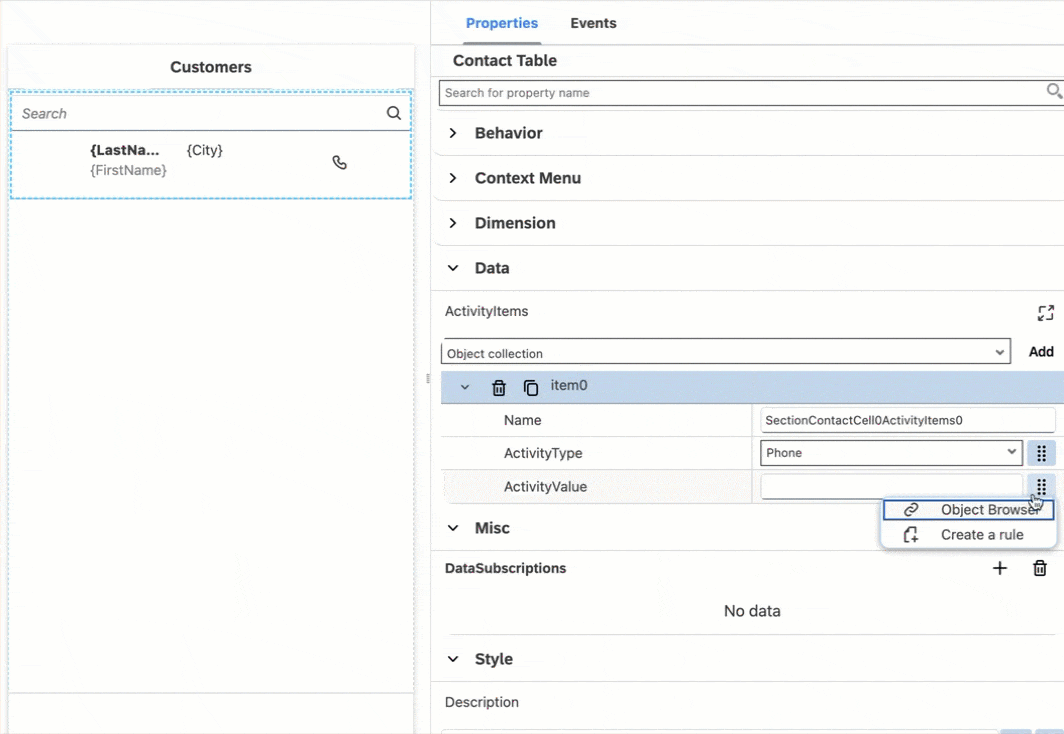 Customers
Search
{LastNa... {City}
{FirstName}
Properties Events
Contact Table
Search for property name
Behavior
Context Menu
Dimension
Data
ActivityItems
Object collection Add
item0
Name SectionContactCell0ActivityItems0
ActivityType Phone
ActivityValue
Object Browser
Create a rule
Misc
DataSubscriptions
No data
Style
Description